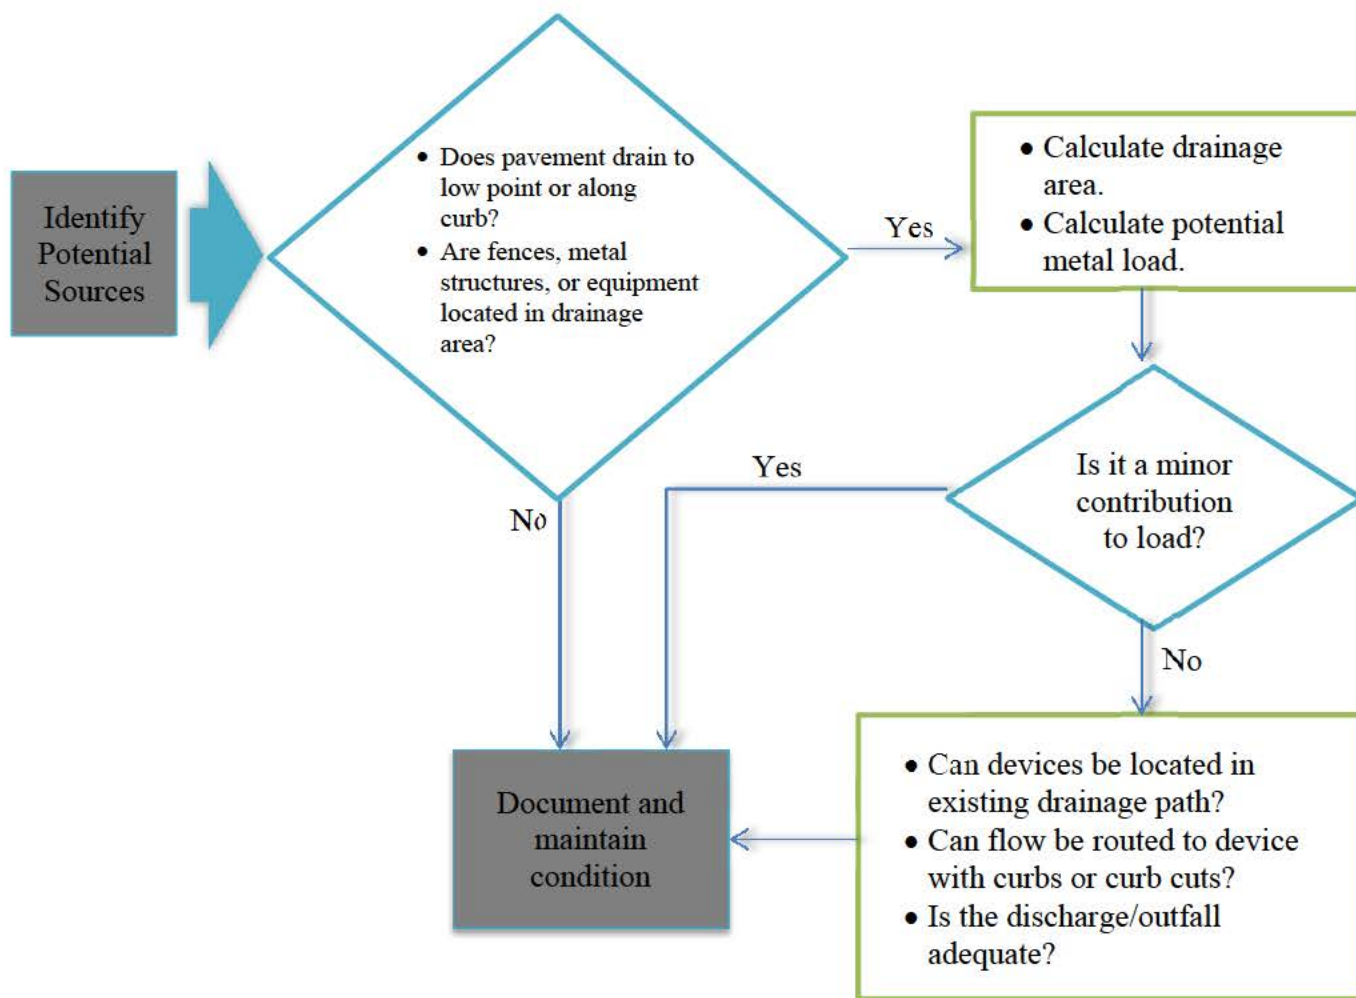 Identify
Potential
Sources
• Does pavement drain to
low point or along
curb?
• Are fences, metal
structures, or equipment
located in drainage
area?
Yes
• Calculate drainage
area.
• Calculate potential
metal load.
Is it a minor
contribution
to load?
Yes
No
No
Document and
maintain
condition
• Can devices be located in
existing drainage path?
• Can flow be routed to device
with curbs or curb cuts?
• Is the discharge/outfall
adequate?